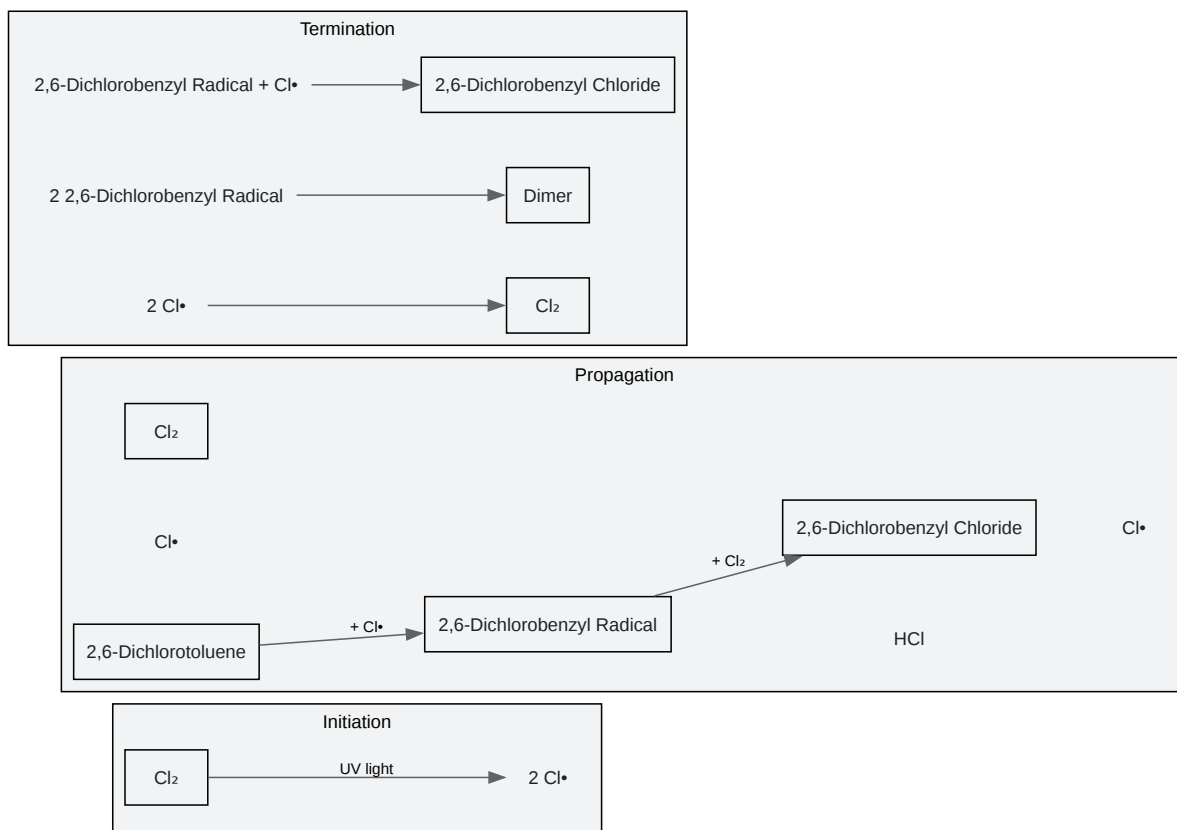 Termination
2,6-Dichlorobenzyl Radical + Cl•
2,6-Dichlorobenzyl Chloride
2 2,6-Dichlorobenzyl Radical
Dimer
2 Cl•
Cl₂
Propagation
Cl₂
Cl•
2,6-Dichlorobenzyl Chloride
Cl•
+ Cl₂
2,6-Dichlorotoluene
+ Cl•
2,6-Dichlorobenzyl Radical
HCl
Initiation
Cl₂
UV light
2 Cl•